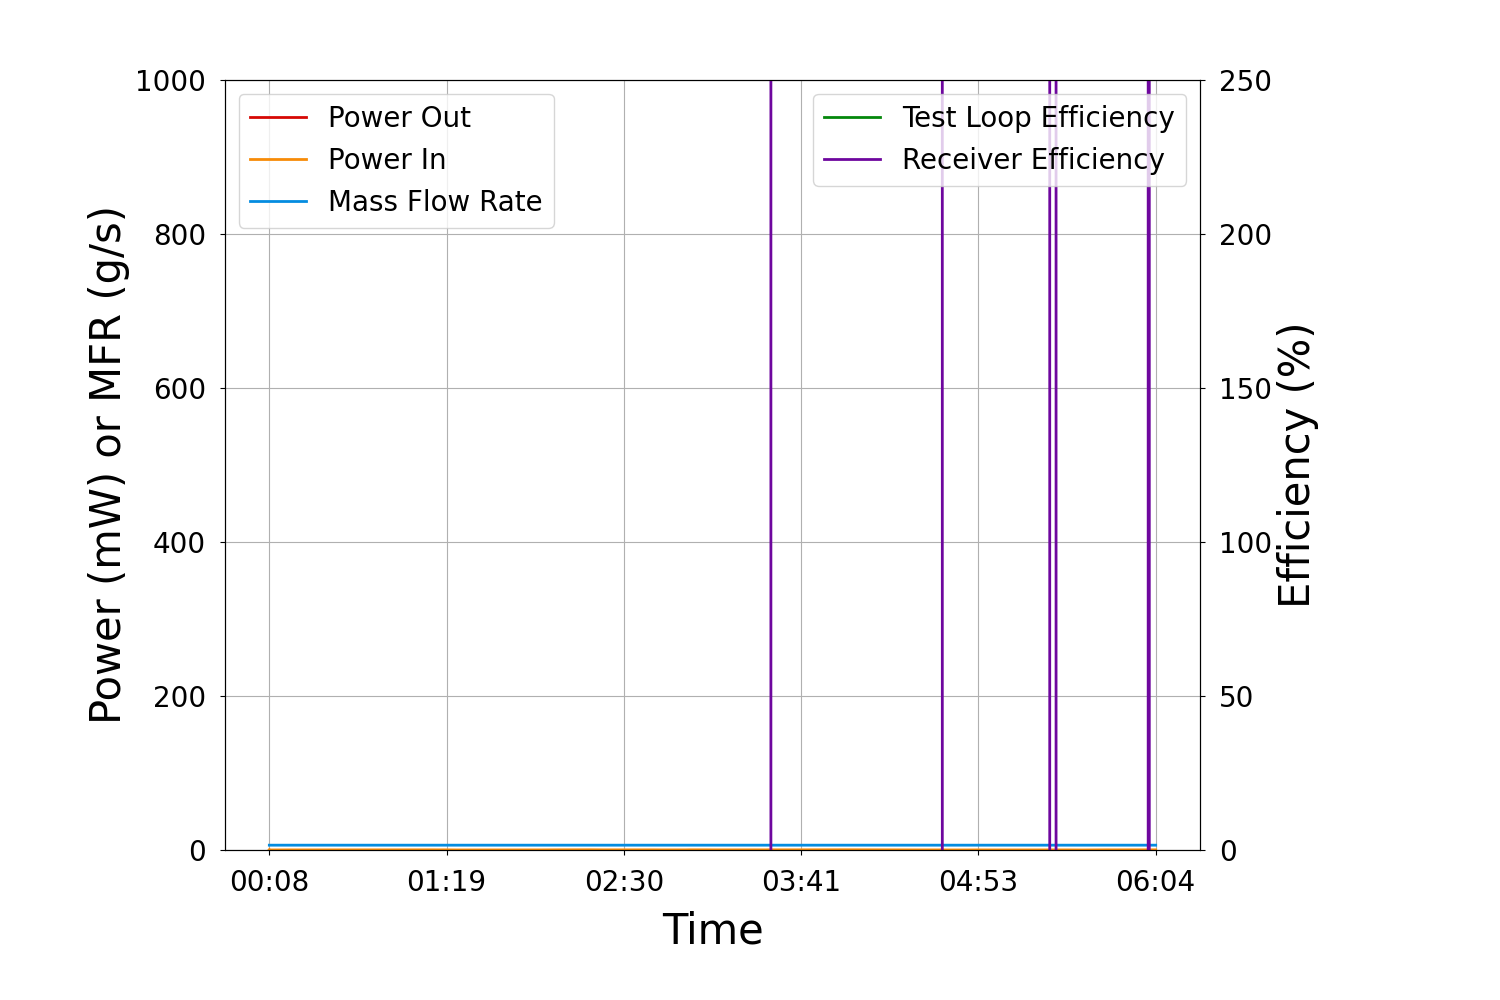 Power Out
Power In
Mass Flow Rate
Test Loop Efficiency
Receiver Efficiency
Power (mW) or MFR (g/s)
1000
800
600
400
200
0
250
200
150
100
50
0
Efficiency (%)
00:08 01:19 02:30 03:41 04:53 06:04
Time